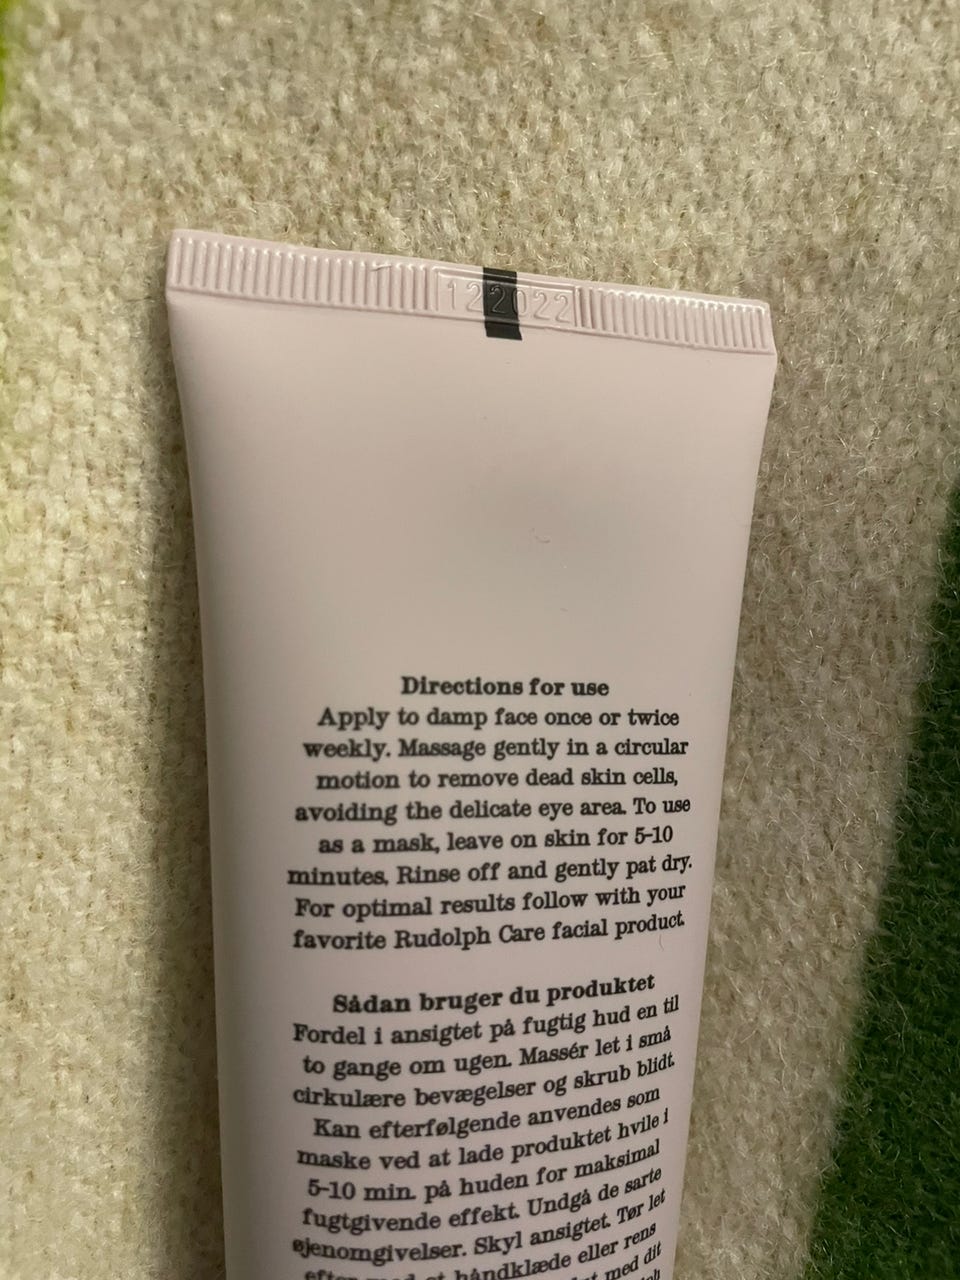 122022
Directions for use
Apply to damp face once or twice
weekly. Massage gently in a circular
motion to remove dead skin cells,
avoiding the delicate eye area. To use
as a mask, leave on skin for 5-10
minutes. Rinse off and gently pat dry.
For optimal results follow with your
favorite Rudolph Care facial product.
Sådan bruger du produktet
Fordel i ansigtet på fugtig hud en til
to gange om ugen. Massér let i små
cirkulære bevægelser og skrub blidt.
Kan efterfølgende anvendes som
maske ved at lade produktet hvile i
5-10 min. på huden for maksimal
fugtgivende effekt. Undgå de sarte
øjenomgivelser. Skyl ansigtet. Tør let
håndklæde eller rens
med dit